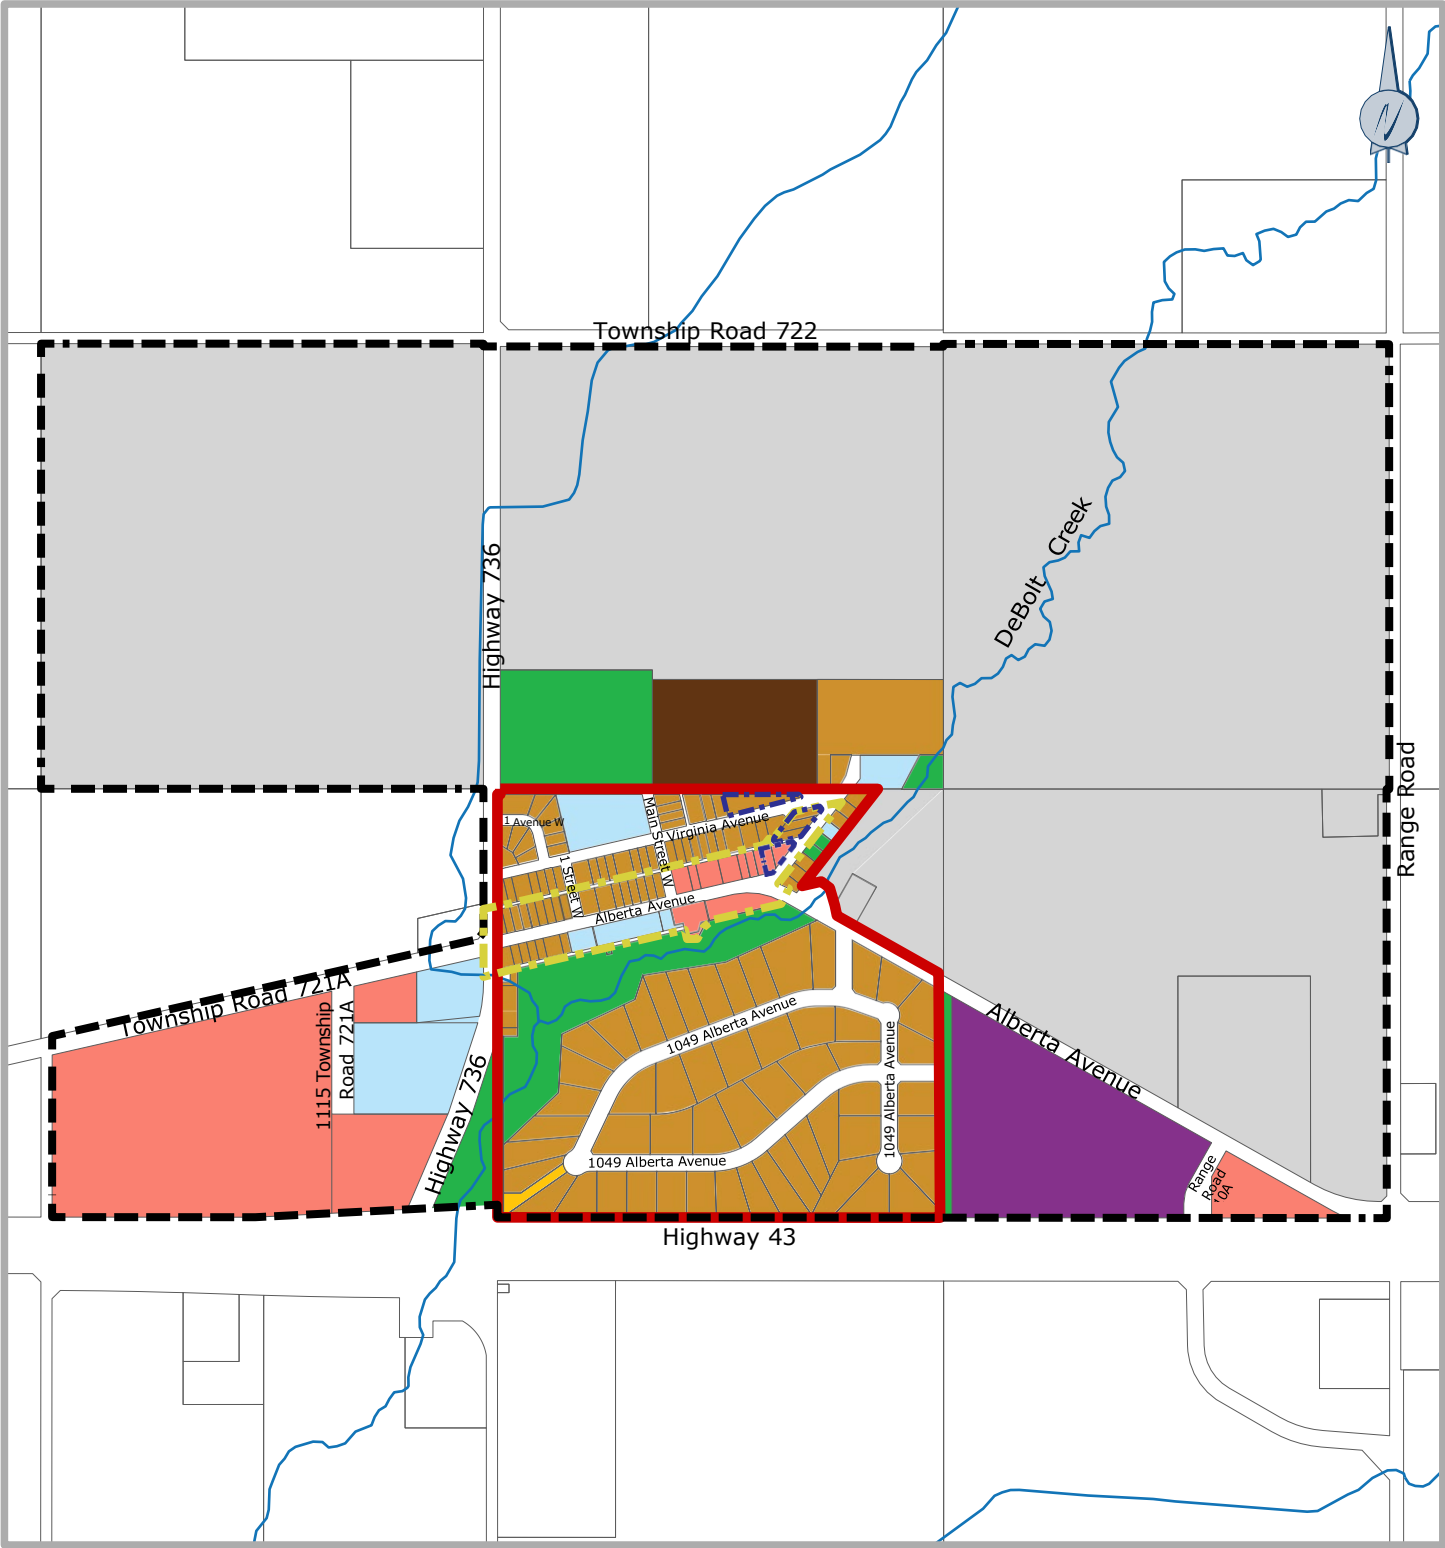 Township Road 722
Highway 736
DeBolt Creek
Range Road
1 Avenue W
Main Street W
Virginia Avenue
1 Street W
Alberta Avenue
Township Road 721A
1115 Township
Road 721A
Highway 736
1049 Alberta Avenue
1049 Alberta Avenue
1049 Alberta Avenue
Alberta Avenue
Range
Road
Highway 43